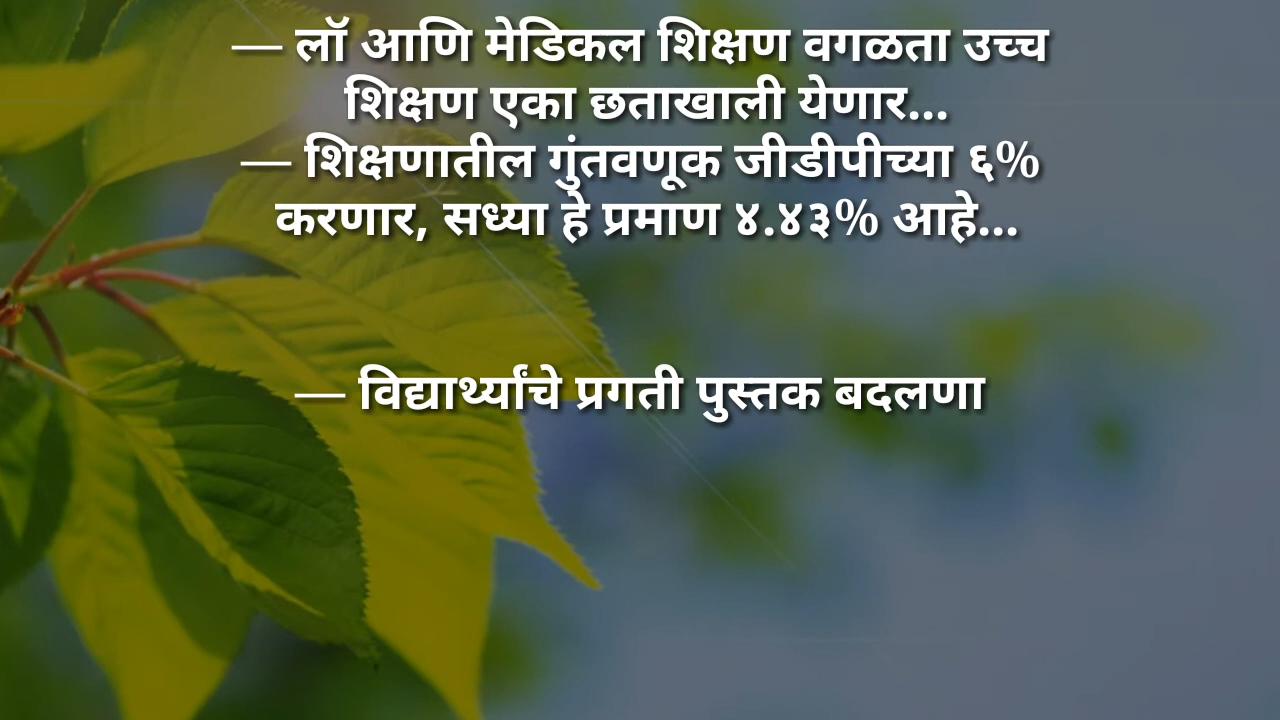 — लॉ आणि मेडिकल शिक्षण वगळता उच्च
शिक्षण एका छताखाली येणार...
— शिक्षणातील गुंतवणूक जीडीपीच्या ६%
करणार, सध्या हे प्रमाण ४.४३% आहे...
— विद्यार्थ्यांचे प्रगती पुस्तक बदलणा